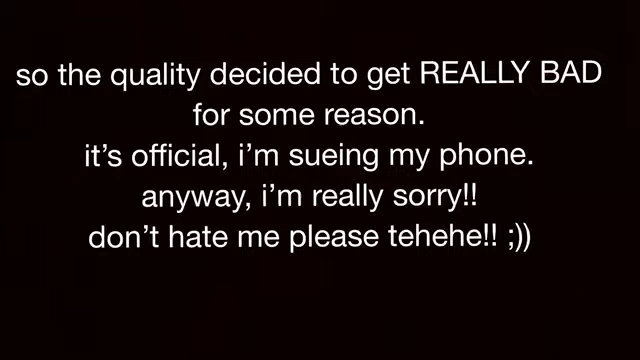 so the quality decided to get REALLY BAD
for some reason.
it’s official, i’m sueing my phone.
anyway, i’m really sorry!!
don’t hate me please tehehe!! ;))